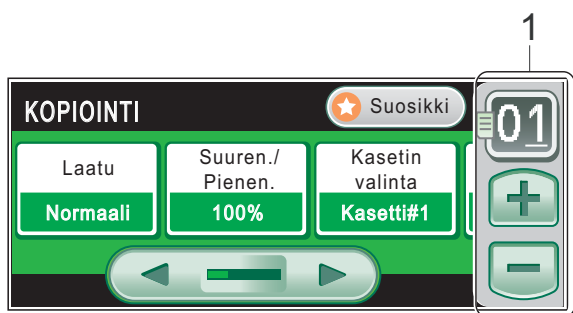 1
KOPIOINTI
Suosikki
01
Laatu
Normaali
Suuren./
Pienen.
100%
Kasetin
valinta
Kasetti#1
+
-